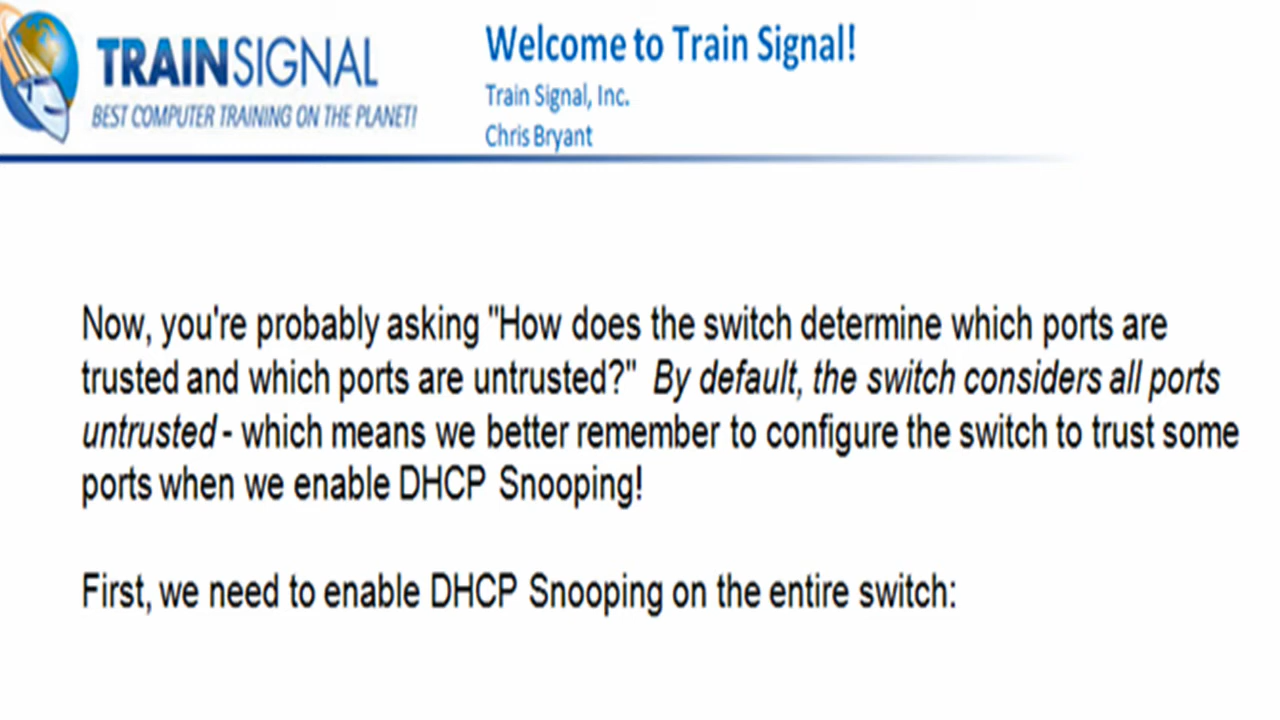 TRAINSIGNAL
BEST COMPUTER TRAINING ON THE PLANET!
Welcome to Train Signal!
Train Signal, Inc.
Chris Bryant
Now, you're probably asking "How does the switch determine which ports are
trusted and which ports are untrusted?" By default, the switch considers all ports
untrusted - which means we better remember to configure the switch to trust some
ports when we enable DHCP Snooping!
First, we need to enable DHCP Snooping on the entire switch: